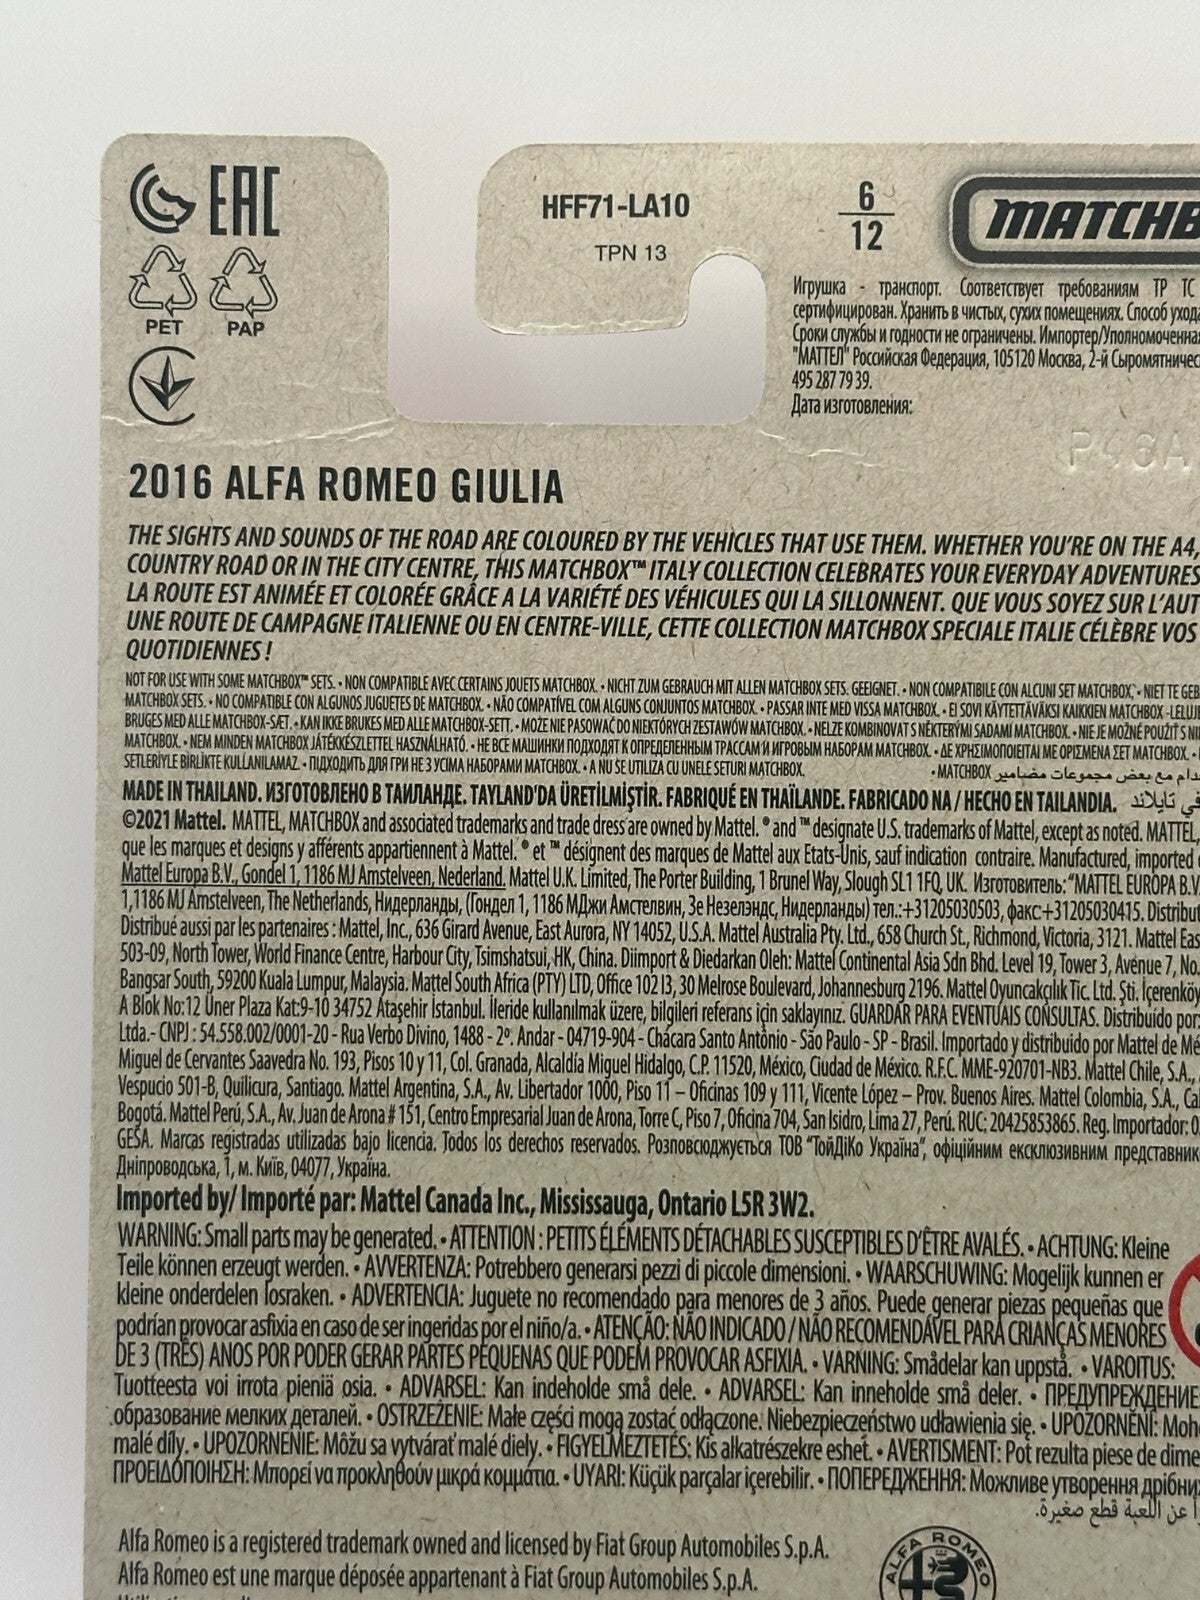 EAC
PET
PAP
HFF71-LA10
TPN 13
6
12
MATCHB
Игрушка - транспорт. Соответствует требованиям ТР ТС
сертифицирован. Хранить в чистых, сухих помещениях. Способ ухода
Сроки службы и годности не ограничены. Импортер/Уполномоченная
"МАТТЕЛ" Российская Федерация, 105120 Москва, 2-й Сыромятничес
495 287 79 39.
Дата изготовления:
P46A
2016 ALFA ROMEO GIULIA
THE SIGHTS AND SOUNDS OF THE ROAD ARE COLOURED BY THE VEHICLES THAT USE THEM. WHETHER YOU'RE ON THE A4,
COUNTRY ROAD OR IN THE CITY CENTRE, THIS MATCHBOX™ ITALY COLLECTION CELEBRATES YOUR EVERYDAY ADVENTURES
LA ROUTE EST ANIMÉE ET COLORÉE GRÂCE A LA VARIÉTÉ DES VÉHICULES QUI LA SILLONNENT. QUE VOUS SOYEZ SUR L'AUT
UNE ROUTE DE CAMPAGNE ITALIENNE OU EN CENTRE-VILLE, CETTE COLLECTION MATCHBOX SPECIALE ITALIE CÉLÈBRE VOS
QUOTIDIENNES !
NOT FOR USE WITH SOME MATCHBOX™ SETS. • NON COMPATIBLE AVEC CERTAINS JOUETS MATCHBOX. • NICHT ZUM GEBRAUCH MIT ALLEN MATCHBOX SETS. GEEIGNET. • NON COMPATIBILE CON ALCUNI SET MATCHBOX. • NIET TE GEB
MATCHBOX SETS. • NO COMPATIBLE CON ALGUNOS JUGUETES DE MATCHBOX. • NÃO COMPATÍVEL COM ALGUNS CONJUNTOS MATCHBOX. • PASSAR INTE MED VISSA MATCHBOX. • EI SOVI KÄYTETTÄVÄKSI KAIKKIEN MATCHBOX -LELUJE
BRUGES MED ALLE MATCHBOX-SÆT. • KAN IKKE BRUKES MED ALLE MATCHBOX-SETT. • MOŻE NIE PASOWAĆ DO NIEKTÓRYCH ZESTAWÓW MATCHBOX. • NELZE KOMBINOVAT S NĚKTERÝMI SADAMI MATCHBOX. • NIE JE MOŽNÉ POUŽIŤ S NI
MATCHBOX. • NEM MINDEN MATCHBOX JÁTÉKKÉSZLETTEL HASZNÁLHATÓ. • НЕ ВСЕ МАШИНКИ ПОДХОДЯТ К ОПРЕДЕЛЕННЫМ ТРАССАМ И ИГРОВЫМ НАБОРАМ MATCHBOX. • ΔΕ ΧΡΗΣΙΜΟΠΟΙΕΙΤΑΙ ΜΕ ΟΡΙΣΜΕΝΑ ΣΕΤ MATCHBOX. •
SETLERİYLE BİRLİKTE KULLANILAMAZ. • ПІДХОДИТЬ ДЛЯ ГРИ НЕ З УСІМА НАБОРАМИ MATCHBOX. • A NU SE UTILIZA CU UNELE SETURI MATCHBOX. مع بعض مجموعات مضامير MATCHBOX •
MADE IN THAILAND. ИЗГОТОВЛЕНО В ТАИЛАНДЕ. TAYLAND'DA ÜRETİLMİŞTİR. FABRIQUÉ EN THAÏLANDE. FABRICADO NA / HECHO EN TAILANDIA. في تايلاند
©2021 Mattel. MATTEL, MATCHBOX and associated trademarks and trade dress are owned by Mattel. ® and ™ designate U.S. trademarks of Mattel, except as noted. MATTEL,
que les marques et designs y afférents appartiennent à Mattel. ® et ™ désignent des marques de Mattel aux Etats-Unis, sauf indication contraire. Manufactured, imported
Mattel Europa B.V., Gondel 1, 1186 MJ Amstelveen, Nederland. Mattel U.K. Limited, The Porter Building, 1 Brunel Way, Slough SL1 1FQ, UK. Изготовитель: "MATTEL EUROPA B.V.
1, 1186 MJ Amstelveen, The Netherlands, Нидерланды, (Гондел 1, 1186 МДжи Амстелвин, Зе Незелэндс, Нидерланды) тел.:+31205030503, факс:+31205030415. Distribut
Distribué aussi par les partenaires : Mattel, Inc., 636 Girard Avenue, East Aurora, NY 14052, U.S.A. Mattel Australia Pty. Ltd., 658 Church St., Richmond, Victoria, 3121. Mattel Eas
503-09, North Tower, World Finance Centre, Harbour City, Tsimshatsui, HK, China. Diimport & Diedarkan Oleh: Mattel Continental Asia Sdn Bhd. Level 19, Tower 3, Avenue 7, No.
Bangsar South, 59200 Kuala Lumpur, Malaysia. Mattel South Africa (PTY) LTD, Office 102 I3, 30 Melrose Boulevard, Johannesburg 2196. Mattel Oyuncakçılık Tic. Ltd. Şti. İçerenköy
A Blok No:12 Üner Plaza Kat:9-10 34752 Ataşehir İstanbul. İleride kullanılmak üzere, bilgileri referans için saklayınız. GUARDAR PARA EVENTUAIS CONSULTAS. Distribuído por:
Ltda.- CNPJ : 54.558.002/0001-20 - Rua Verbo Divino, 1488 - 2º. Andar - 04719-904 - Chácara Santo Antônio - São Paulo - SP - Brasil. Importado y distribuido por Mattel de Mé
Miguel de Cervantes Saavedra No. 193, Pisos 10 y 11, Col. Granada, Alcaldía Miguel Hidalgo, C.P. 11520, México, Ciudad de México. R.F.C. MME-920701-NB3. Mattel Chile, S.A.,
Vespucio 501-B, Quilicura, Santiago. Mattel Argentina, S.A., Av. Libertador 1000, Piso 11 – Oficinas 109 y 111, Vicente López – Prov. Buenos Aires. Mattel Colombia, S.A., Cal
Bogotá. Mattel Perú, S.A., Av. Juan de Arona # 151, Centro Empresarial Juan de Arona, Torre C, Piso 7, Oficina 704, San Isidro, Lima 27, Perú. RUC: 20425853865. Reg. Importador: 0
GESA. Marcas registradas utilizadas bajo licencia. Todos los derechos reservados. Розповсюджується ТОВ "ТойДіКо Україна", офіційним ексклюзивним представник
Дніпроводська, 1, м. Київ, 04077, Україна.
Imported by/ Importé par: Mattel Canada Inc., Mississauga, Ontario L5R 3W2.
WARNING: Small parts may be generated. • ATTENTION : PETITS ÉLÉMENTS DÉTACHABLES SUSCEPTIBLES D'ÊTRE AVALÉS. • ACHTUNG: Kleine
Teile können erzeugt werden. • AVVERTENZA: Potrebbero generarsi pezzi di piccole dimensioni. • WAARSCHUWING: Mogelijk kunnen er
kleine onderdelen losraken. • ADVERTENCIA: Juguete no recomendado para menores de 3 años. Puede generar piezas pequeñas que
podrían provocar asfixia en caso de ser ingeridas por el niño/a. • ATENÇÃO: NÃO INDICADO / NÃO RECOMENDÁVEL PARA CRIANÇAS MENORES
DE 3 (TRÊS) ANOS POR PODER GERAR PARTES PEQUENAS QUE PODEM PROVOCAR ASFIXIA. • VARNING: Smådelar kan uppstå. • VAROITUS:
Tuotteesta voi irrota pieniä osia. • ADVARSEL: Kan indeholde små dele. • ADVARSEL: Kan inneholde små deler. • ПРЕДУПРЕЖДЕНИЕ:
образование мелких деталей. • OSTRZEŻENIE: Małe części mogą zostać odłączone. Niebezpieczeństwo udławienia się. • UPOZORNĚNÍ: Moho
malé díly. • UPOZORNENIE: Môžu sa vytvárať malé diely. • FIGYELMEZTETÉS: Kis alkatrészekre eshet. • AVERTISMENT: Pot rezulta piese de dime
ΠΡΟΕΙΔΟΠΟΙΗΣΗ: Μπορεί να προκληθούν μικρά κομμάτια. • UYARI: Küçük parçalar içerebilir. • ПОПЕРЕДЖЕННЯ: Можливе утворення дрібних
عن اللعبة قطع صغيرة.
Alfa Romeo is a registered trademark owned and licensed by Fiat Group Automobiles S.p.A.
Alfa Romeo est une marque déposée appartenant à Fiat Group Automobiles S.p.A.
ALFA ROMEO